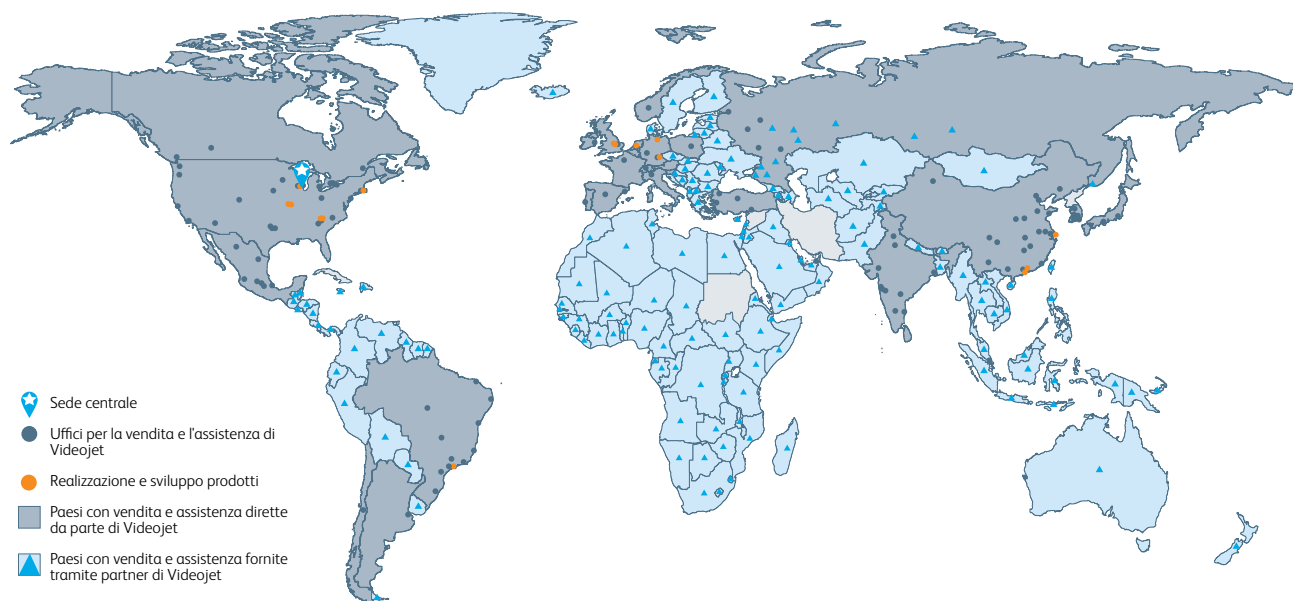 Sede centrale
Uffici per la vendita e l'assistenza di
Videojet
Realizzazione e sviluppo prodotti
Paesi con vendita e assistenza dirette
da parte di Videojet
Paesi con vendita e assistenza fornite
tramite partner di Videojet